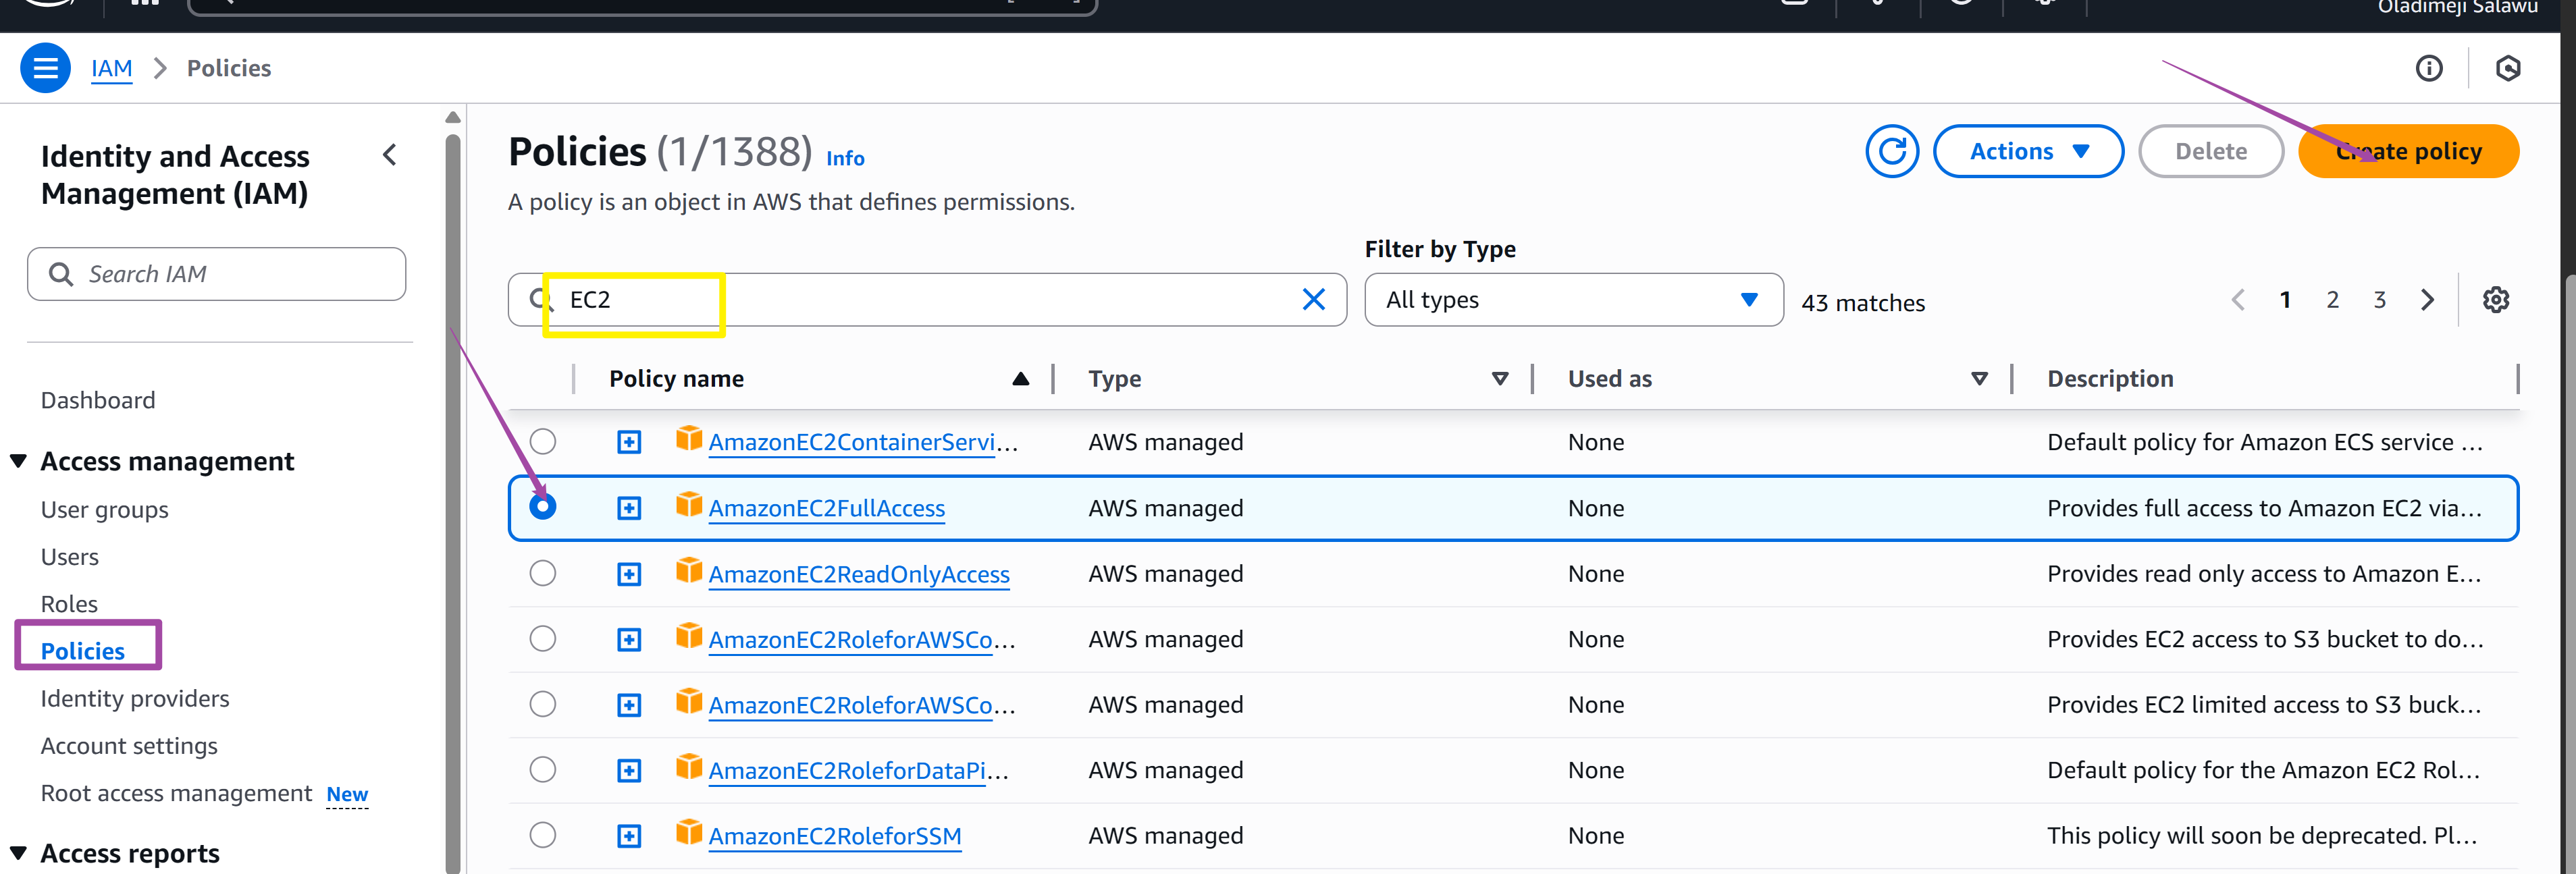 Oladimeji Salawu
IAM > Policies
Identity and Access Management (IAM)
Search IAM
Dashboard
Access management
User groups
Users
Roles
Policies
Identity providers
Account settings
Root access management New
Access reports
Policies (1/1388) Info
A policy is an object in AWS that defines permissions.
Actions
Delete
Create policy
Filter by Type
EC2
All types
43 matches
1 2 3
Policy name Type Used as Description
AmazonEC2ContainerServi... AWS managed None Default policy for Amazon ECS service ...
AmazonEC2FullAccess AWS managed None Provides full access to Amazon EC2 via...
AmazonEC2ReadOnlyAccess AWS managed None Provides read only access to Amazon E...
AmazonEC2RoleforAWSCo... AWS managed None Provides EC2 access to S3 bucket to do...
AmazonEC2RoleforAWSCo... AWS managed None Provides EC2 limited access to S3 buck...
AmazonEC2RoleforDataPi... AWS managed None Default policy for the Amazon EC2 Rol...
AmazonEC2RoleforSSM AWS managed None This policy will soon be deprecated. Pl...